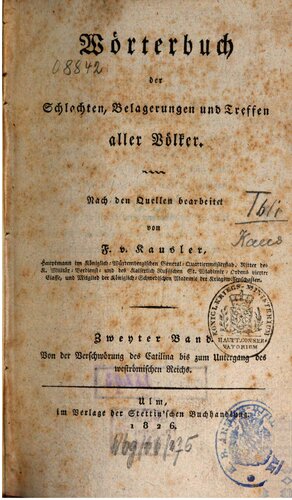 Wörterbuch
08842
der
Schlachten, Belagerungen und Treffen
aller Völker.
Nach den Quellen bearbeitet
von
F. v. Kausler,
Hauptmann im Königlich-Württembergischen General-Quartiermeisterstab, Ritter des
K. Militär-Verdienst- und des Kaiserlich Russischen St. Wladimir-Ordens vierter
Classe, und Mitglied der Königlich-Schwedischen Akademie der Kriegswissenschaften.
Zweyter Band.
Von der Verschwörung des Catilina bis zum Untergang des
weströmischen Reichs.
Ulm,
im Verlage der Stettin'schen Buchhandlung.
1826.